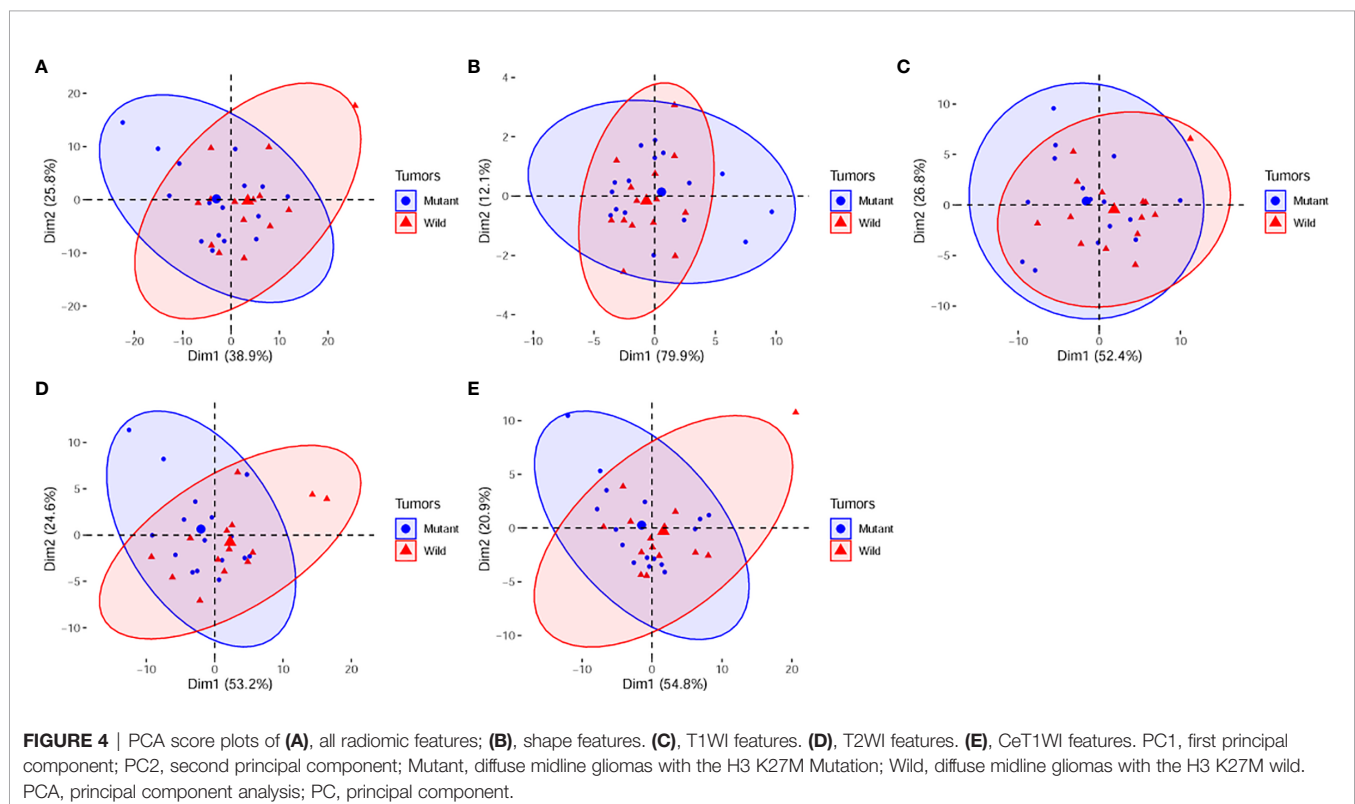 A
20
10
0
−10
−20
Dim2 (25.8%)
−20
−10
0
10
20
Dim1 (38.9%)
Tumors
Mutant
Wild
B
4
2
0
−2
−4
Dim2 (12.1%)
−10
−5
0
5
10
Dim1 (79.9%)
Tumors
Mutant
Wild
C
10
5
0
−5
−10
Dim2 (26.8%)
−10
0
10
Dim1 (52.4%)
Tumors
Mutant
Wild
D
10
5
0
−5
−10
Dim2 (24.6%)
−10
0
10
20
Dim1 (53.2%)
Tumors
Mutant
Wild
E
10
5
0
−5
−10
Dim2 (20.9%)
−10
0
10
20
Dim1 (54.8%)
Tumors
Mutant
Wild
FIGURE 4 | PCA score plots of (A), all radiomic features; (B), shape features. (C), T1WI features. (D), T2WI features. (E), CeT1WI features. PC1, first principal
component; PC2, second principal component; Mutant, diffuse midline gliomas with the H3 K27M Mutation; Wild, diffuse midline gliomas with the H3 K27M wild.
PCA, principal component analysis; PC, principal component.